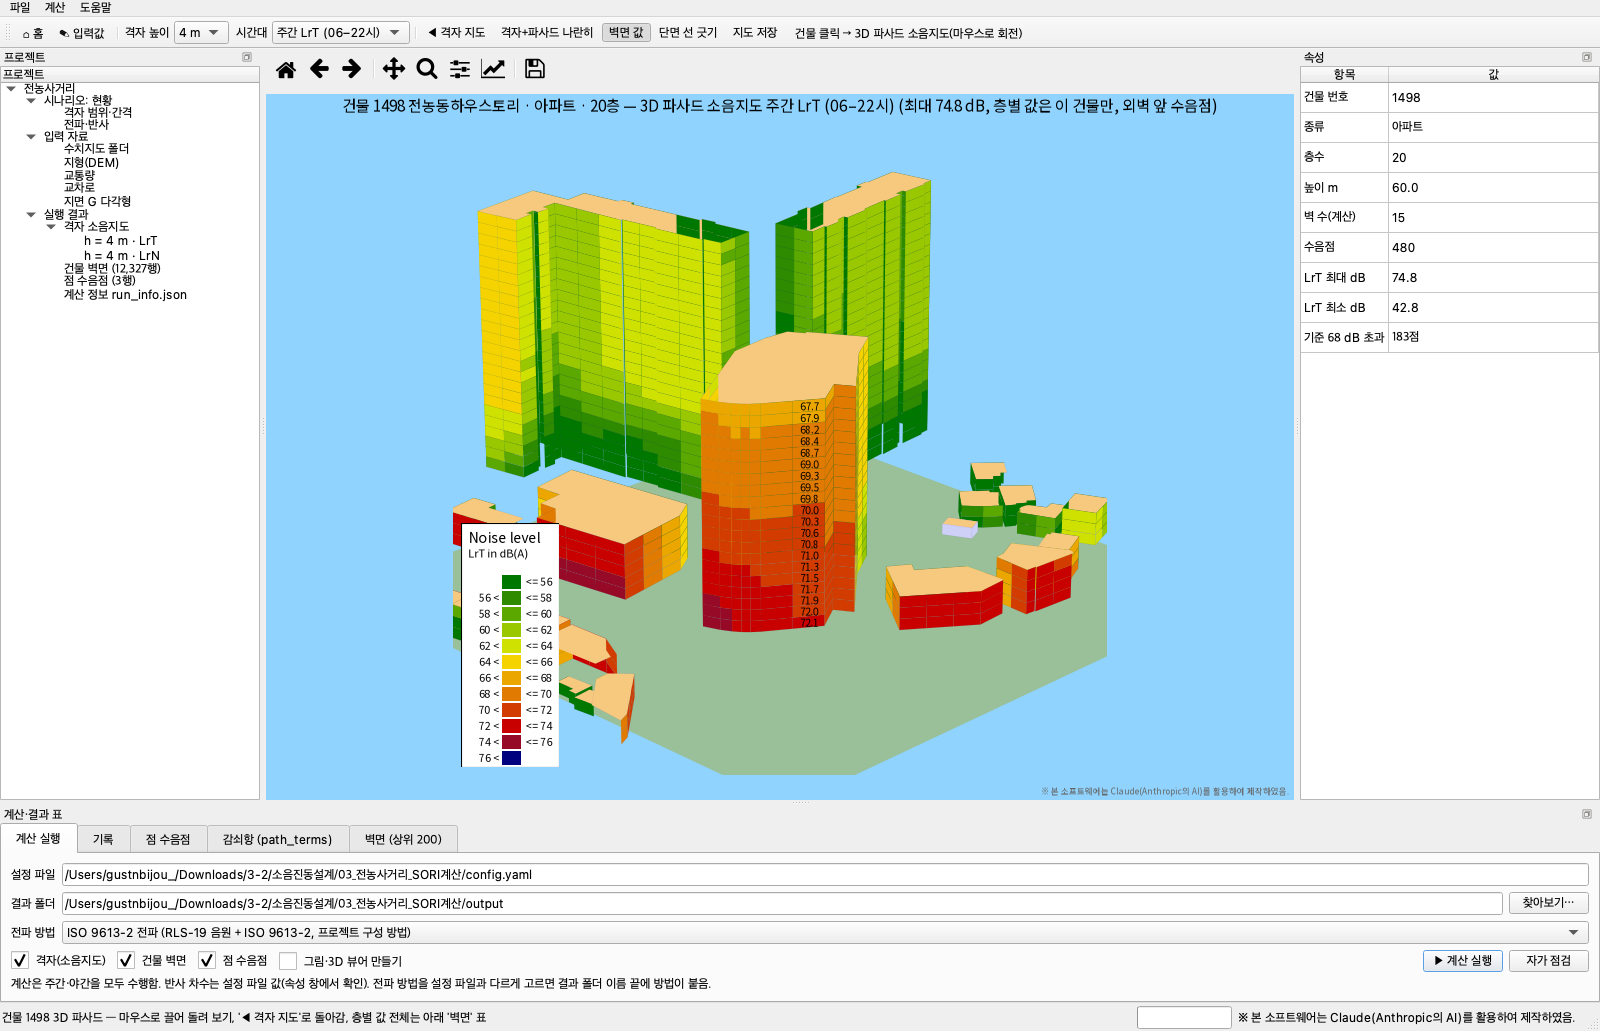 파일 계산 도움말
⌂ 홈 입력값 격자 높이 4 m 시간대 주간 LrT (06–22시) ◀ 격자 지도 격자+파사드 나란히 벽면 값 단면 선 긋기 지도 저장 건물 클릭 → 3D 파사드 소음지도(마우스로 회전)
프로젝트
프로젝트
전농사거리
시나리오: 현황
격자 범위·간격
전파·반사
입력 자료
수치지도 폴더
지형(DEM)
교통량
교차로
지면 G 다각형
실행 결과
격자 소음지도
h = 4 m · LrT
h = 4 m · LrN
건물 벽면 (12,327행)
점 수음점 (3행)
계산 정보 run_info.json
건물 1498 전농동하우스토리 · 아파트 · 20층 — 3D 파사드 소음지도 주간 LrT (06–22시) (최대 74.8 dB, 층별 값은 이 건물만, 외벽 앞 수음점)
67.7
67.9
68.2
68.4
68.7
69.0
69.3
69.5
69.8
70.0
70.3
70.6
70.8
71.0
71.3
71.5
71.7
71.9
72.0
72.1
Noise level
LrT in dB(A)
<= 56
56 < <= 58
58 < <= 60
60 < <= 62
62 < <= 64
64 < <= 66
66 < <= 68
68 < <= 70
70 < <= 72
72 < <= 74
74 < <= 76
76 <
※ 본 소프트웨어는 Claude(Anthropic의 AI)를 활용하여 제작하였음.
속성
항목 값
건물 번호 1498
종류 아파트
층수 20
높이 m 60.0
벽 수(계산) 15
수음점 480
LrT 최대 dB 74.8
LrT 최소 dB 42.8
기준 68 dB 초과 183점
계산·결과 표
계산 실행 기록 점 수음점 감쇠항 (path_terms) 벽면 (상위 200)
설정 파일 /Users/gustnbijou_/Downloads/3-2/소음진동설계/03_전농사거리_SORI계산/config.yaml
결과 폴더 /Users/gustnbijou_/Downloads/3-2/소음진동설계/03_전농사거리_SORI계산/output 찾아보기…
전파 방법 ISO 9613-2 전파 (RLS-19 음원 + ISO 9613-2, 프로젝트 구성 방법)
격자(소음지도) 건물 벽면 점 수음점 그림·3D 뷰어 만들기 ▶ 계산 실행 자가 점검
계산은 주간·야간을 모두 수행함. 반사 차수는 설정 파일 값(속성 창에서 확인). 전파 방법을 설정 파일과 다르게 고르면 결과 폴더 이름 끝에 방법이 붙음.
건물 1498 3D 파사드 — 마우스로 끌어 돌려 보기, '◀ 격자 지도'로 돌아감, 층별 값 전체는 아래 '벽면' 표 ※ 본 소프트웨어는 Claude(Anthropic의 AI)를 활용하여 제작하였음.